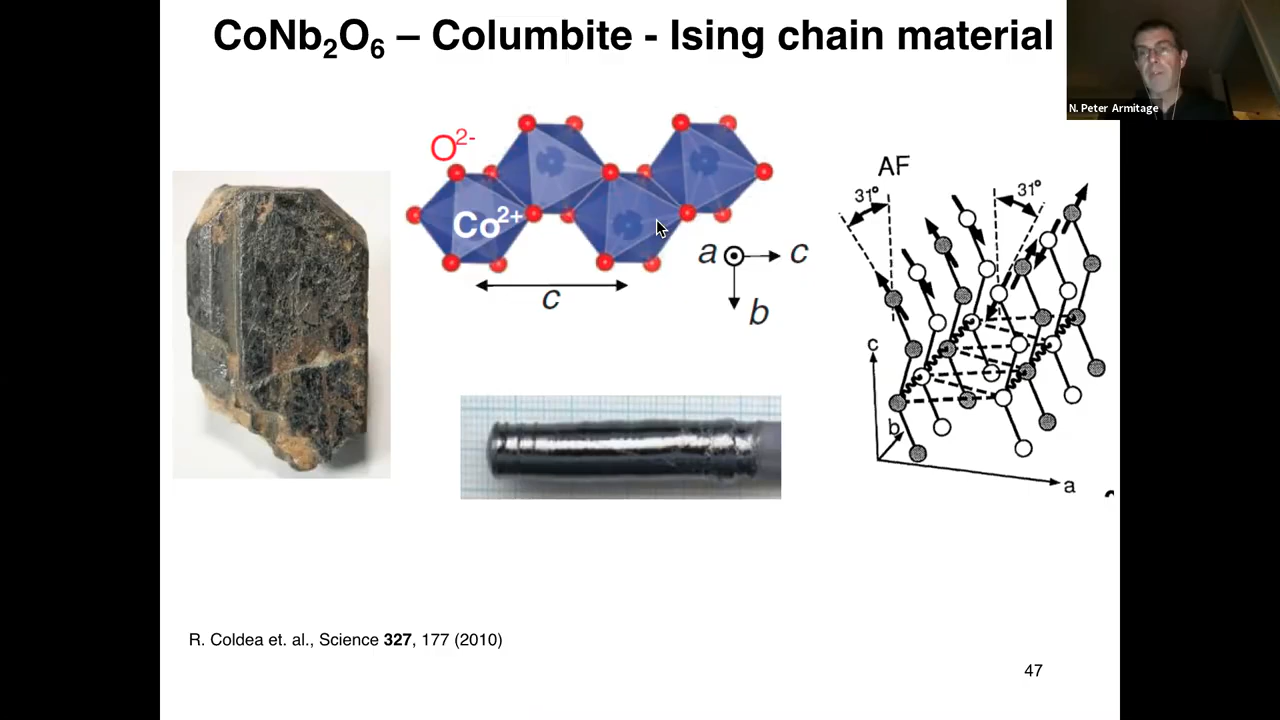 CoNb₂O₆ – Columbite - Ising chain material
N. Peter Armitage
O²⁻
Co²⁺
c
a
c
b
AF
31°
31°
c
b
a
R. Coldea et. al., Science 327, 177 (2010)
47